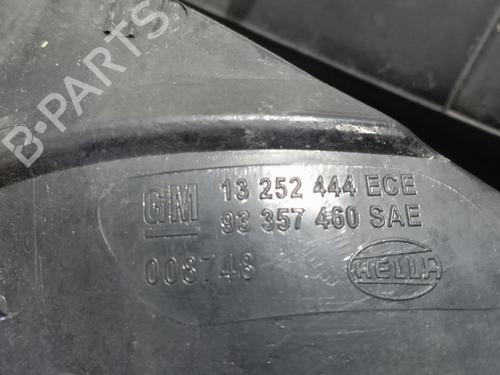 B-PARTS
GM 13 252 444 ECE
93 357 460 SAE
008748 HELLA